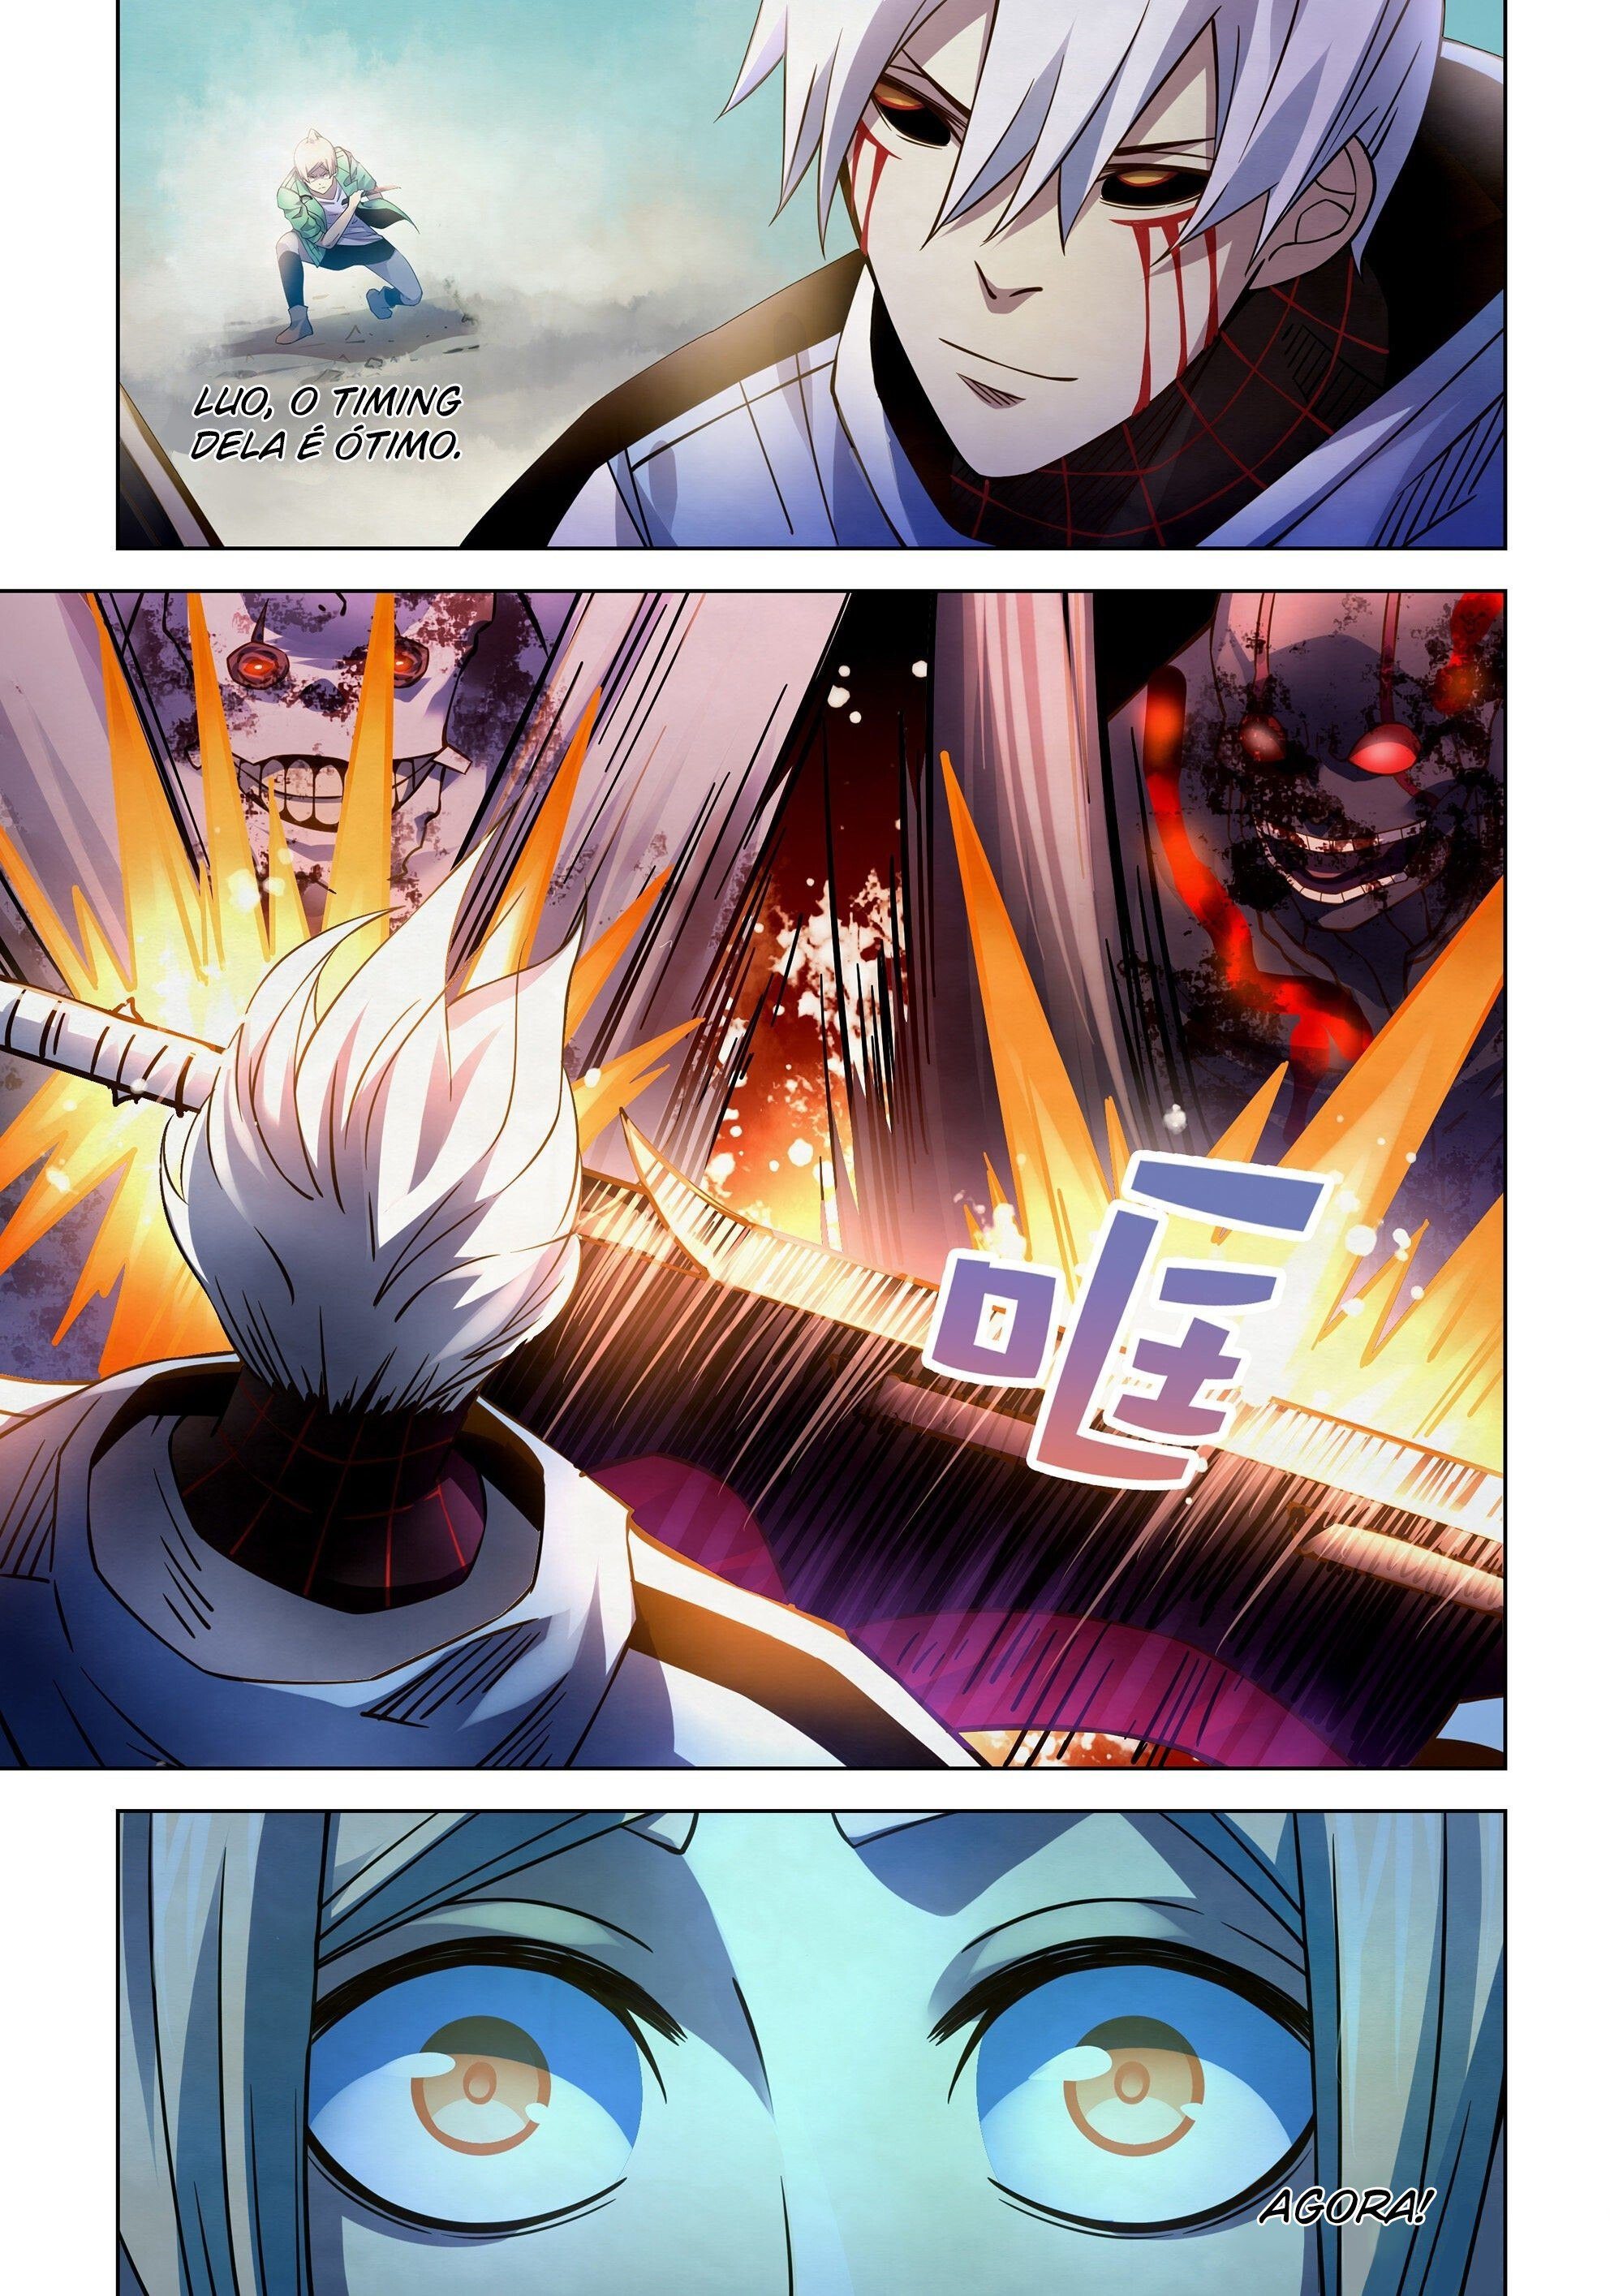 LUO, O TIMING
DELA É ÓTIMO.
哐
AGORA!